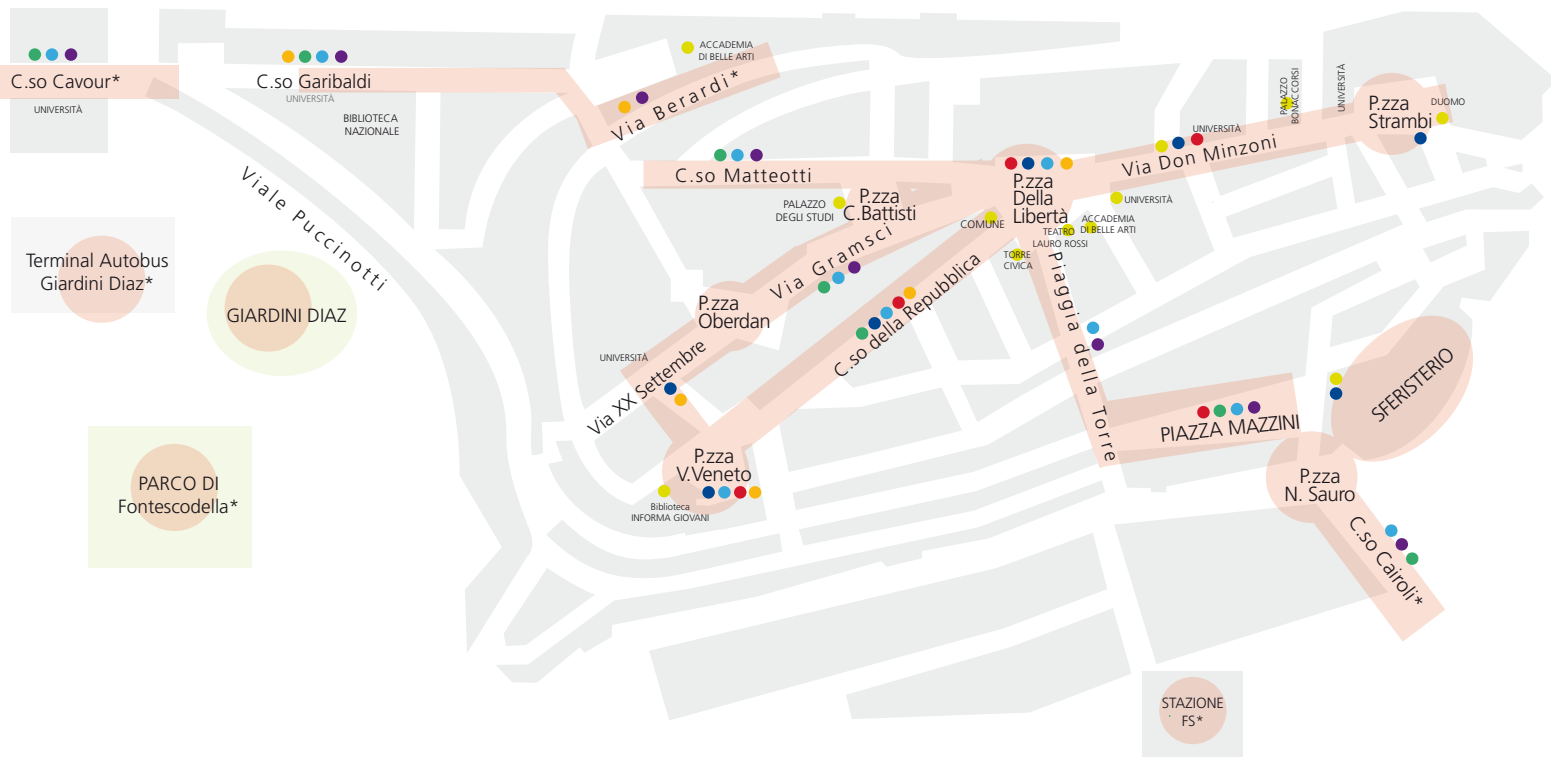 C.so Cavour*
UNIVERSITÀ
C.so Garibaldi
UNIVERSITÀ
BIBLIOTECA
NAZIONALE
ACCADEMIA
DI BELLE ARTI
Via Berardi*
Viale Puccinotti
C.so Matteotti
PALAZZO
DEGLI STUDI
P.zza
C.Battisti
P.zza
Della
Libertà
COMUNE
TEATRO
LAURO ROSSI
ACCADEMIA
DI BELLE ARTI
UNIVERSITÀ
TORRE
CIVICA
Via Don Minzoni
UNIVERSITÀ
PALAZZO
BONACCORSI
UNIVERSITÀ
P.zza
Strambi
DUOMO
Terminal Autobus
Giardini Diaz*
GIARDINI DIAZ
Via Gramsci
P.zza
Oberdan
C.so della Repubblica
Piaggia della Torre
UNIVERSITÀ
Via XX Settembre
SFERISTERIO
PIAZZA MAZZINI
P.zza
V.Veneto
Biblioteca
INFORMA GIOVANI
P.zza
N. Sauro
C.so Cairoli*
PARCO DI
Fontescodella*
STAZIONE
FS*